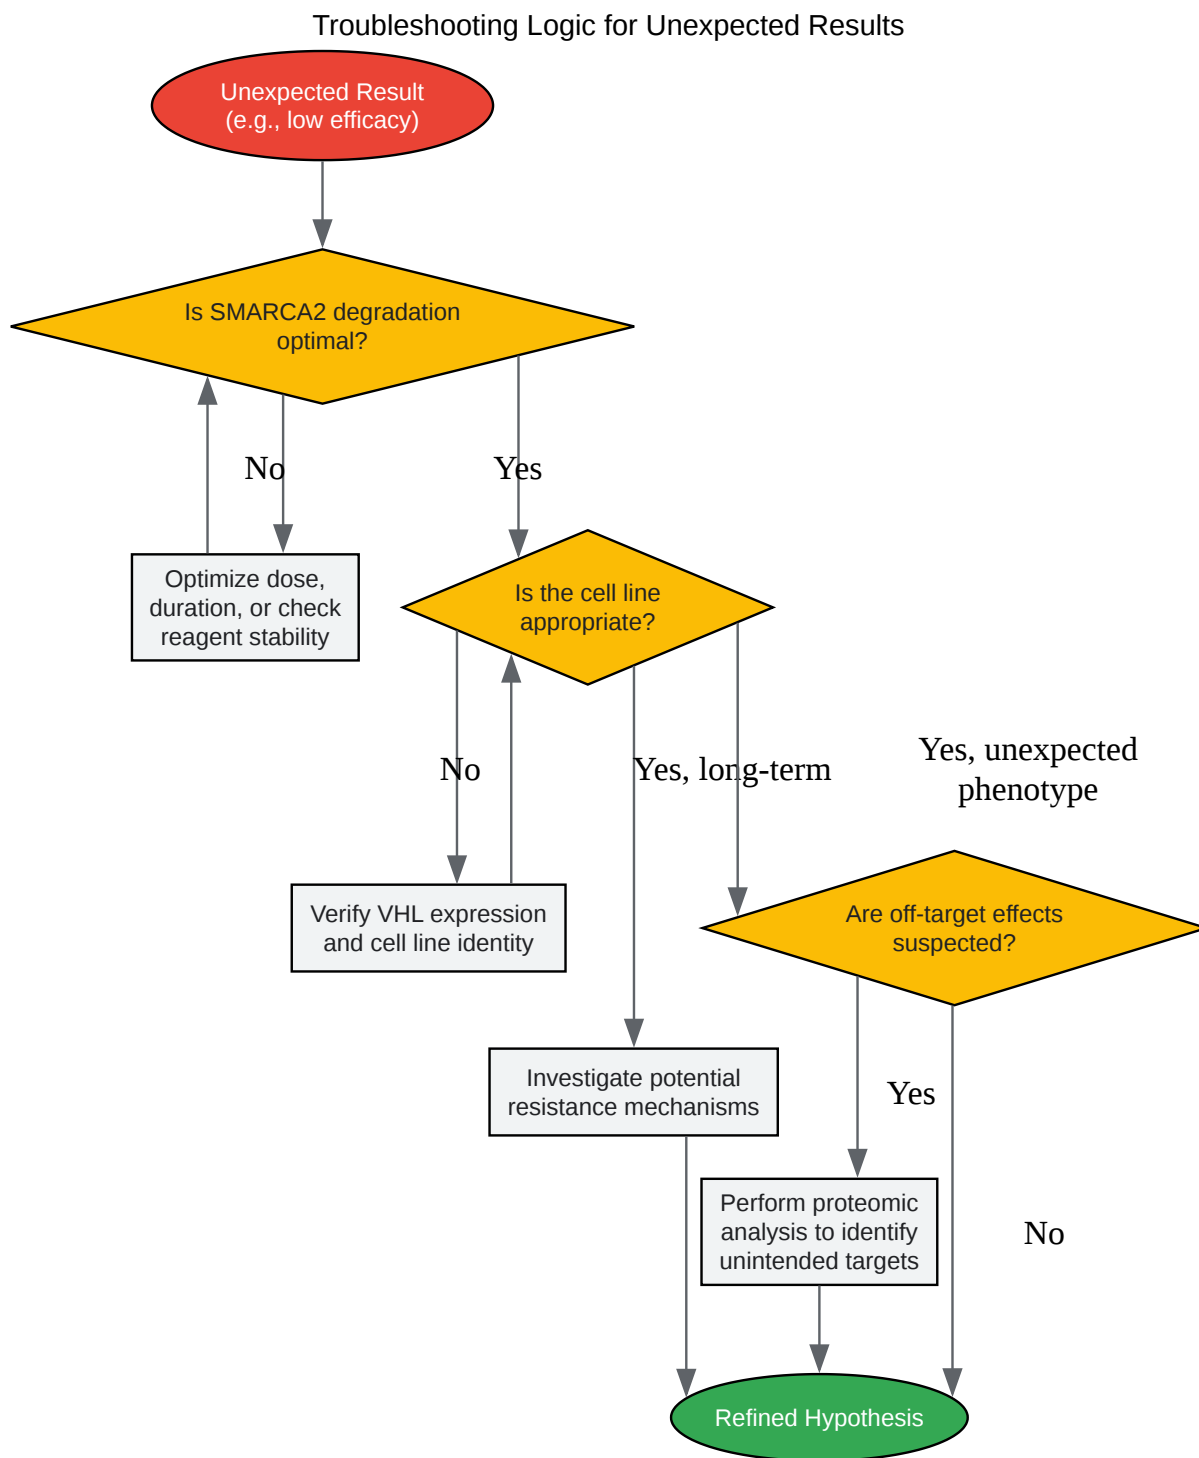 Troubleshooting Logic for Unexpected Results
Unexpected Result
(e.g., low efficacy)
Is SMARCA2 degradation
optimal?
No
Yes
Optimize dose,
duration, or check
reagent stability
Is the cell line
appropriate?
No
Yes, long-term
Yes, unexpected
phenotype
Verify VHL expression
and cell line identity
Are off-target effects
suspected?
Investigate potential
resistance mechanisms
Yes
Perform proteomic
analysis to identify
unintended targets
No
Refined Hypothesis